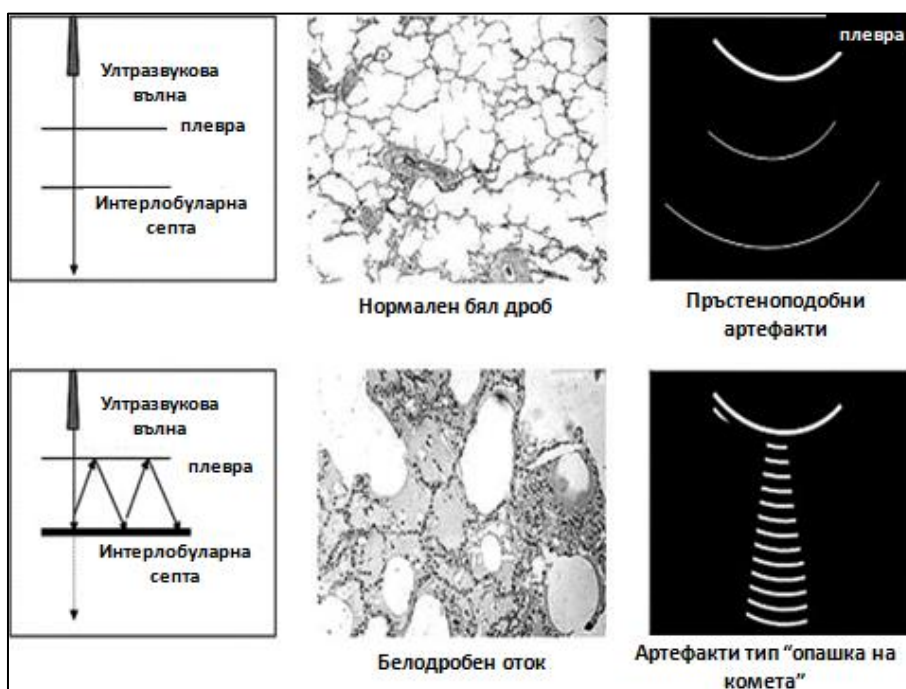 Ултразвукова
вълна
плевра
Интерлобуларна
септа
Нормален бял дроб
плевра
Пръстеноподобни
артефакти
Ултразвукова
вълна
плевра
Интерлобуларна
септа
Белодробен оток
Артефакти тип “опашка на
комета”